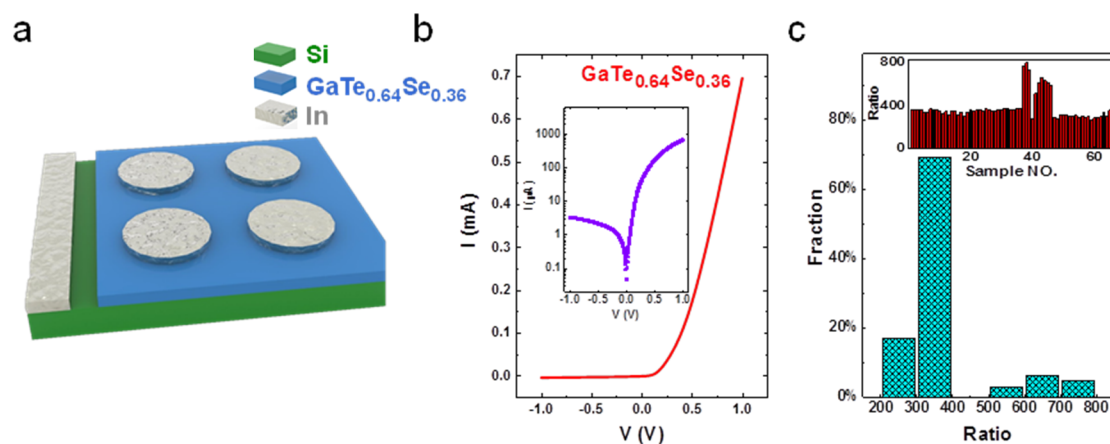 a
Si
GaTe0.64Se0.36
In
b
GaTe0.64Se0.36
I (mA)
0.7
0.6
0.5
0.4
0.3
0.2
0.1
0.0
-1.0 -0.5 0.0 0.5 1.0
V (V)
I (μA)
1000
100
10
1
0.1
-1.0 -0.5 0.0 0.5 1.0
V (V)
c
Fraction
80%
60%
40%
20%
0%
200 300 400 500 600 700 800
Ratio
Ratio
800
400
0
20 40 60
Sample NO.